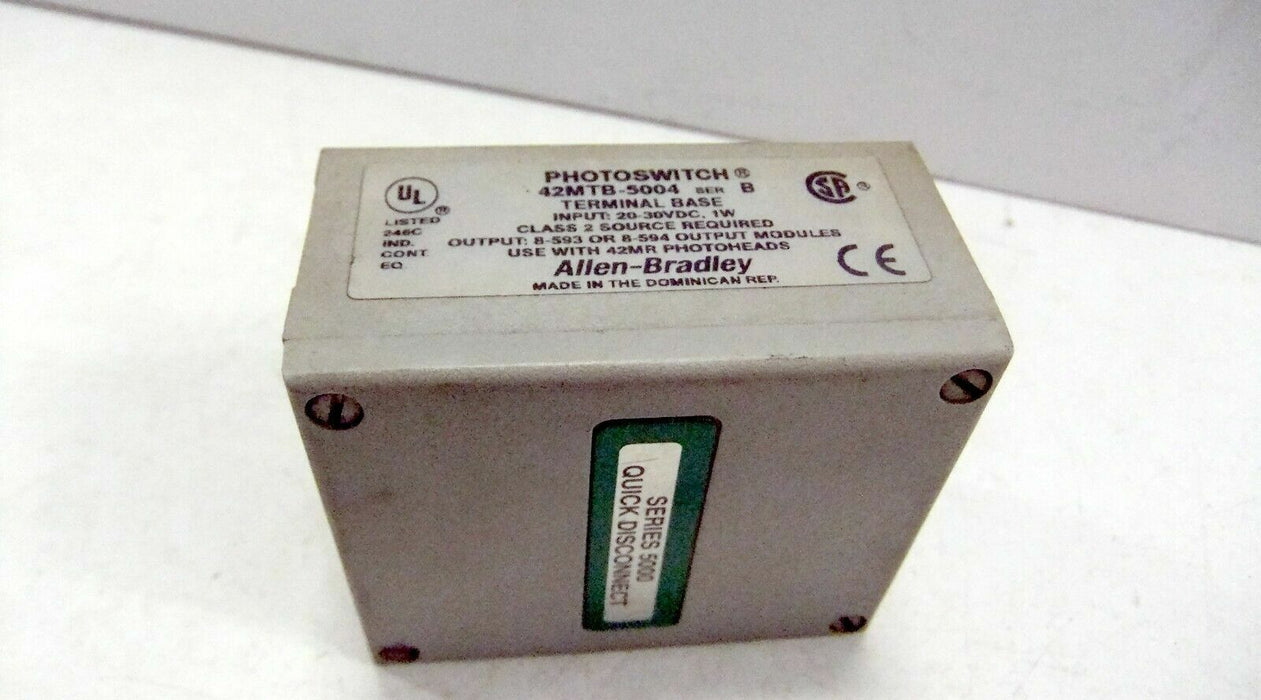 PHOTOSWITCH®
42MTB-5004 SER B
TERMINAL BASE
INPUT: 20-30VDC, 1W
CLASS 2 SOURCE REQUIRED
OUTPUT: 8-593 OR 8-594 OUTPUT MODULES
USE WITH 42MR PHOTOHEADS
Allen-Bradley
MADE IN THE DOMINICAN REP.
UL ®
LISTED
246C
IND.
CONT.
EQ.
SA ®
CE
SERIES 5000
QUICK DISCONNECT